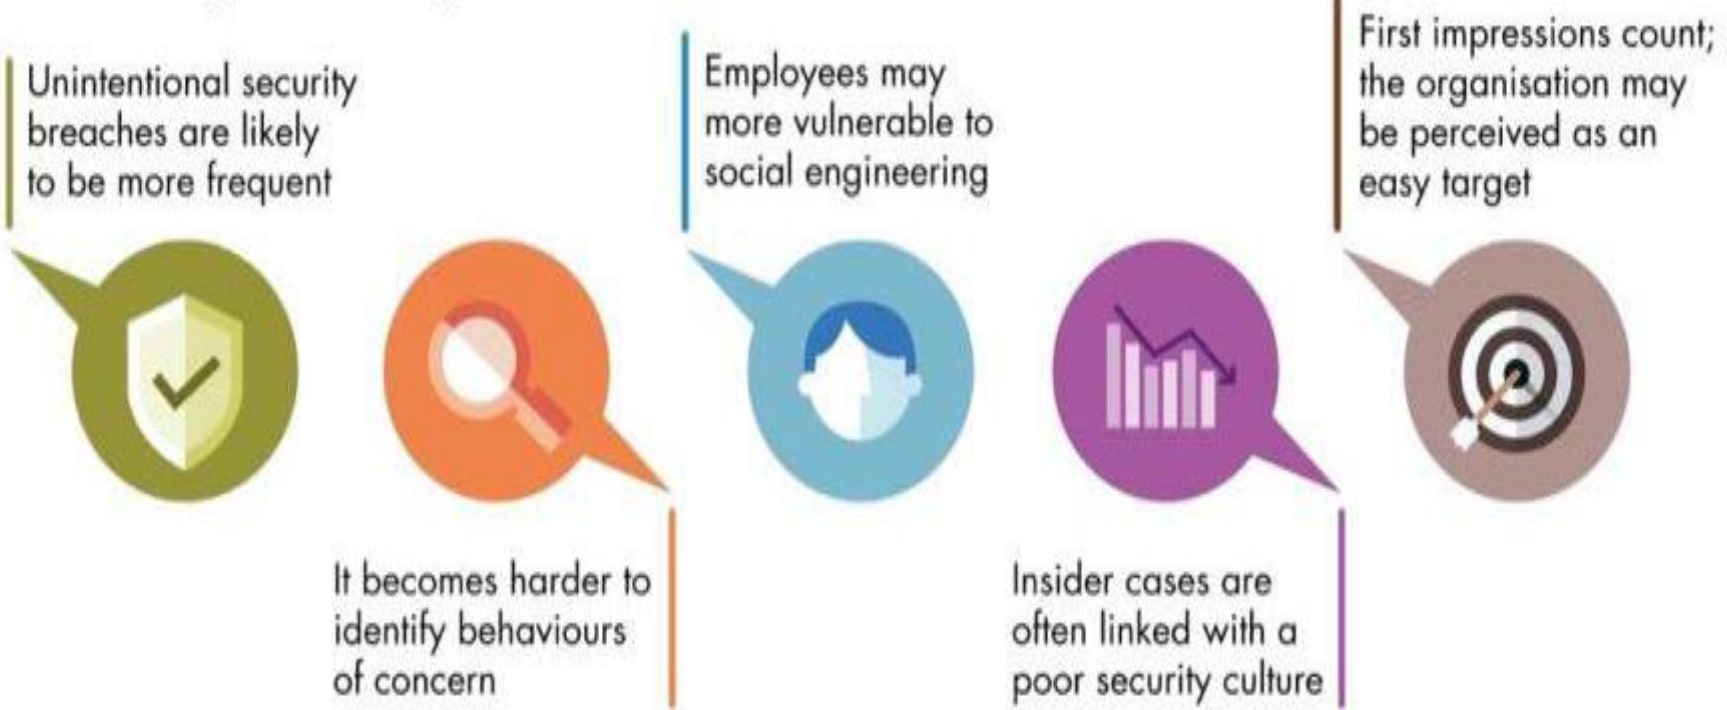 Unintentional security
breaches are likely
to be more frequent
It becomes harder to
identify behaviours
of concern
Employees may
more vulnerable to
social engineering
Insider cases are
often linked with a
poor security culture
First impressions count;
the organisation may
be perceived as an
easy target